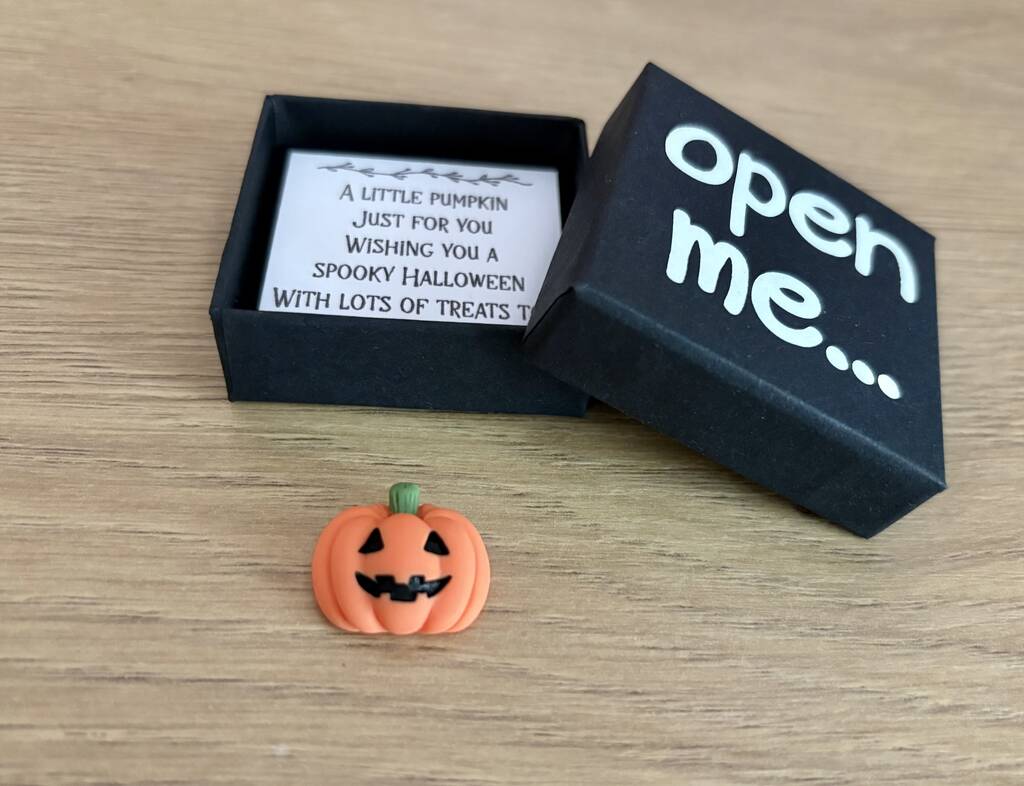 A LITTLE PUMPKIN
JUST FOR YOU
WISHING YOU A
SPOOKY HALLOWEEN
WITH LOTS OF TREATS
open
me...